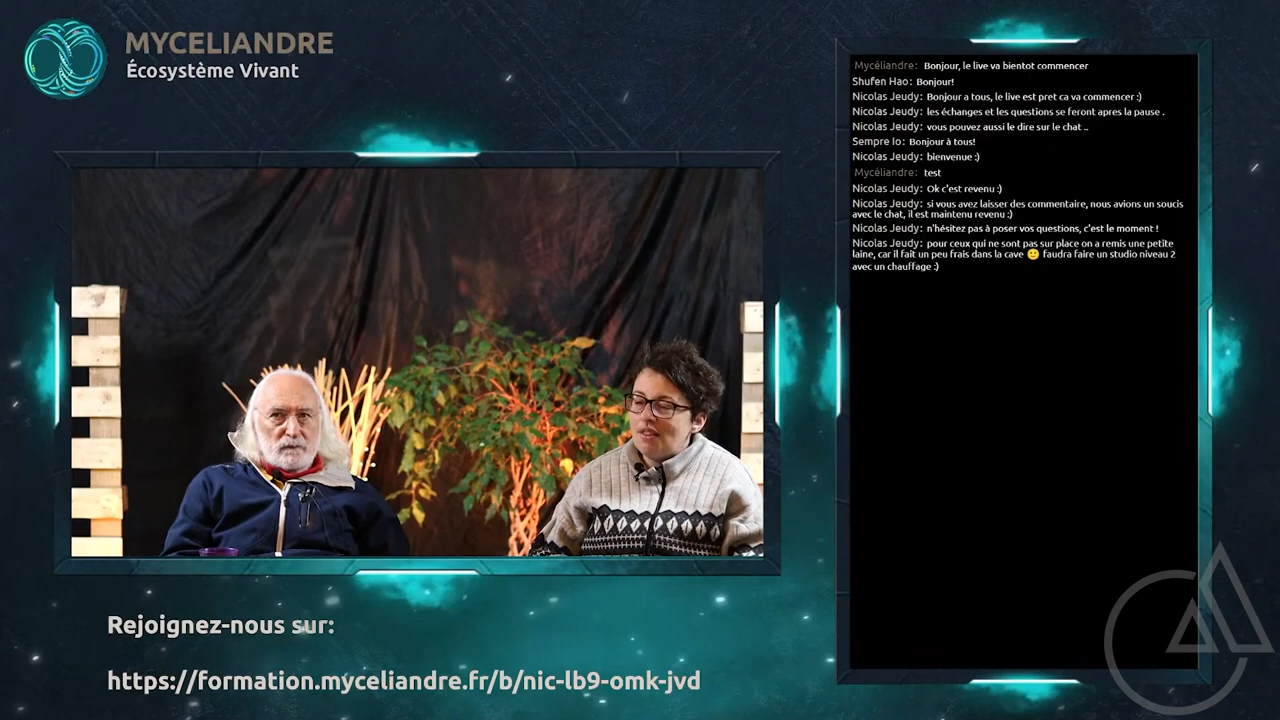 MYCELIANDRE
Écosystème Vivant
Mycéliandre: Bonjour, le live va bientot commencer
Shufen Hao: Bonjour!
Nicolas Jeudy: Bonjour a tous, le live est pret ca va commencer :)
Nicolas Jeudy: les échanges et les questions se feront apres la pause .
Nicolas Jeudy: vous pouvez aussi le dire sur le chat ..
Sempre Io: Bonjour à tous!
Nicolas Jeudy: bienvenue :)
Mycéliandre: test
Nicolas Jeudy: Ok c'est revenu :)
Nicolas Jeudy: si vous avez laisser des commentaire, nous avions un soucis
avec le chat, il est maintenu revenu :)
Nicolas Jeudy: n'hésitez pas à poser vos questions, c'est le moment !
Nicolas Jeudy: pour ceux qui ne sont pas sur place on a remis une petite
laine, car il fait un peu frais dans la cave 🙂 faudra faire un studio niveau 2
avec un chauffage :)
Rejoignez-nous sur:
https://formation.myceliandre.fr/b/nic-lb9-omk-jvd